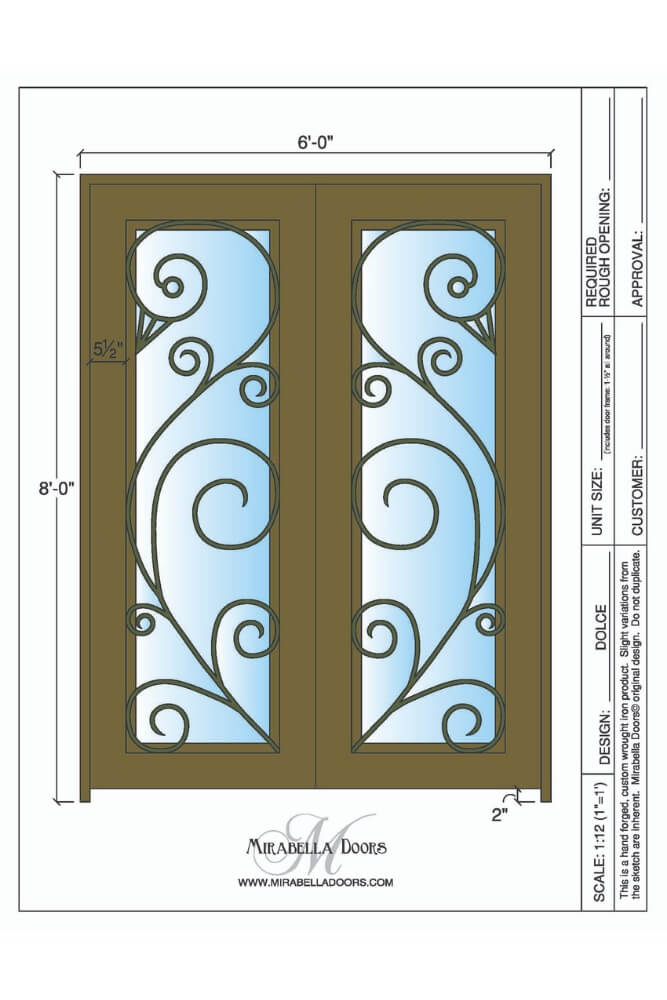 6'-0"
5½"
8'-0"
2"
M
MIRABELLA DOORS
WWW.MIRABELLADOORS.COM
REQUIRED
ROUGH OPENING:
APPROVAL:
UNIT SIZE:
(includes door frame: 1-½" all around)
CUSTOMER:
DESIGN: DOLCE
SCALE: 1:12 (1"=1')
This is a hand forged, custom wrought iron product. Slight variations from
the sketch are inherent. Mirabella Doors© original design. Do not duplicate.